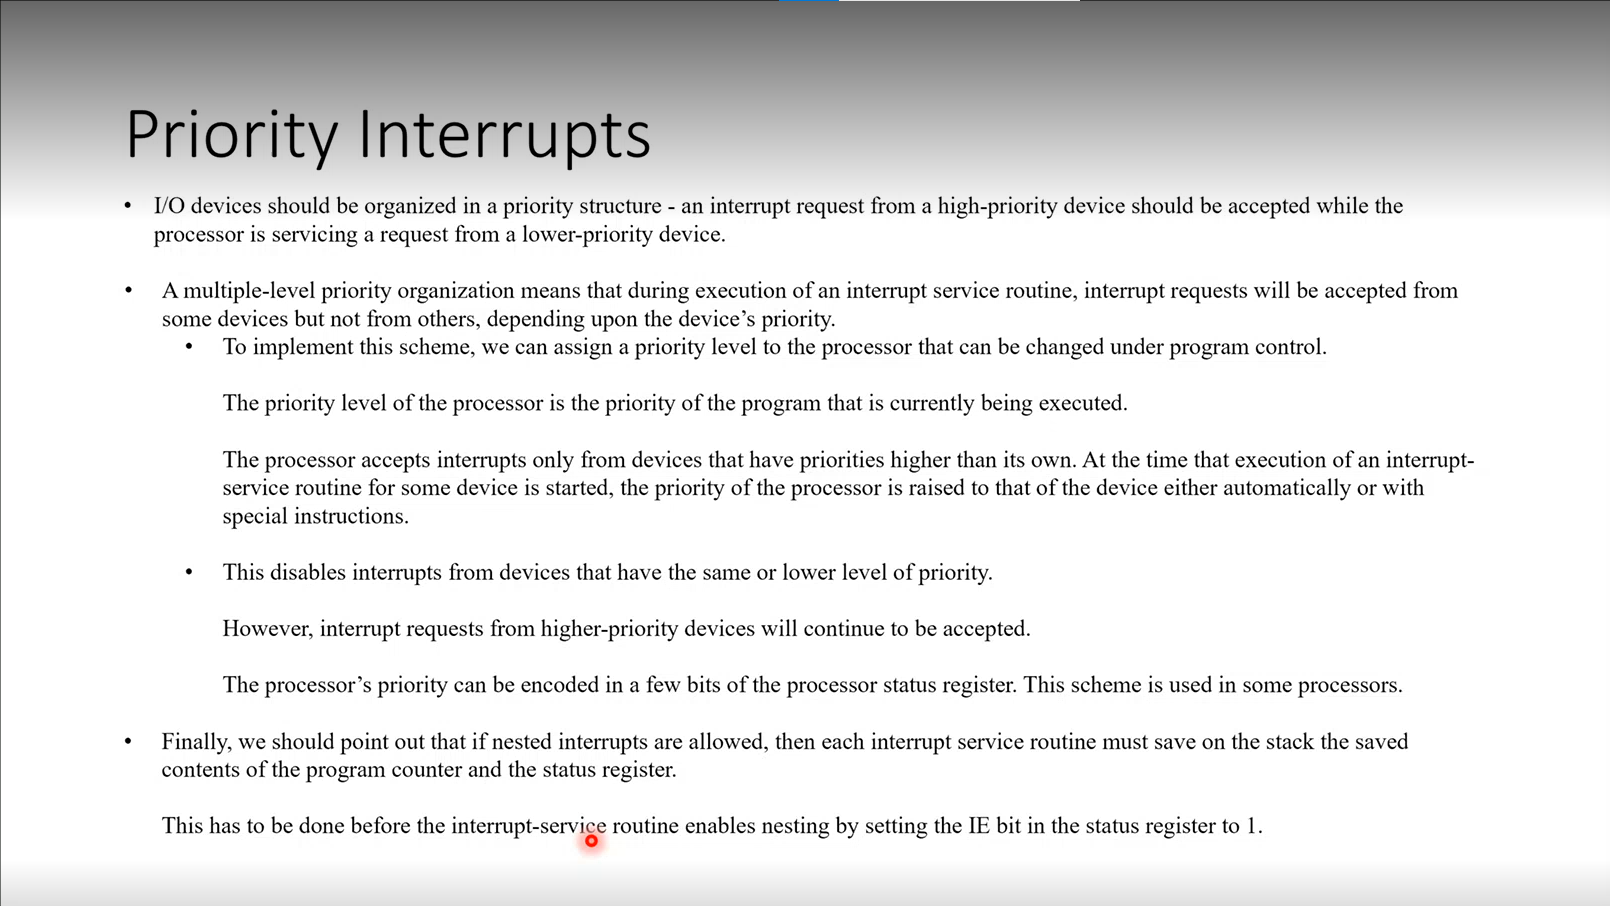 Priority Interrupts
• I/O devices should be organized in a priority structure - an interrupt request from a high-priority device should be accepted while the
processor is servicing a request from a lower-priority device.
• A multiple-level priority organization means that during execution of an interrupt service routine, interrupt requests will be accepted from
some devices but not from others, depending upon the device’s priority.
• To implement this scheme, we can assign a priority level to the processor that can be changed under program control.
The priority level of the processor is the priority of the program that is currently being executed.
The processor accepts interrupts only from devices that have priorities higher than its own. At the time that execution of an interrupt-
service routine for some device is started, the priority of the processor is raised to that of the device either automatically or with
special instructions.
• This disables interrupts from devices that have the same or lower level of priority.
However, interrupt requests from higher-priority devices will continue to be accepted.
The processor’s priority can be encoded in a few bits of the processor status register. This scheme is used in some processors.
• Finally, we should point out that if nested interrupts are allowed, then each interrupt service routine must save on the stack the saved
contents of the program counter and the status register.
This has to be done before the interrupt-service routine enables nesting by setting the IE bit in the status register to 1.